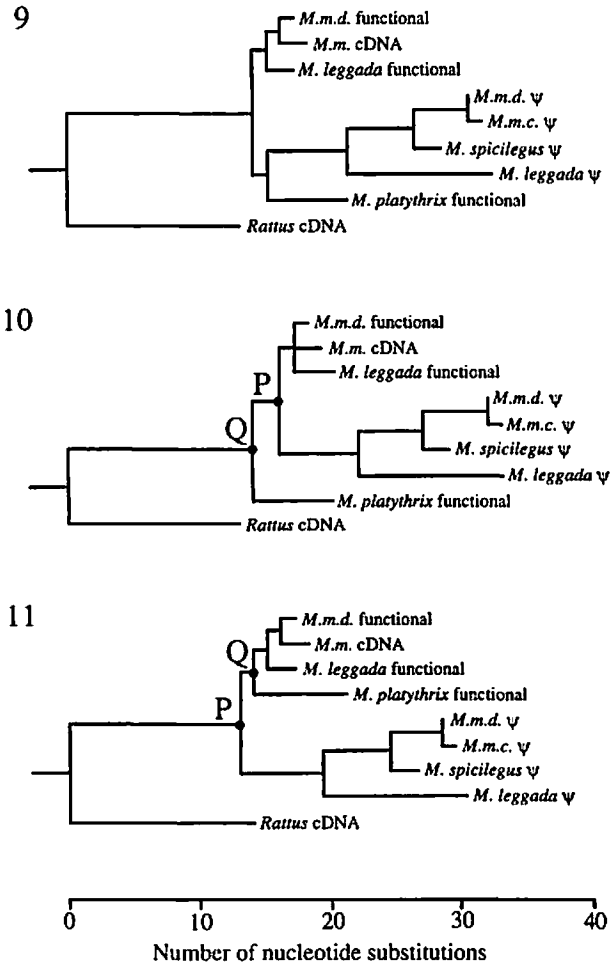 9
M.m.d. functional
M.m. cDNA
M. leggada functional
M.m.d. ψ
M.m.c. ψ
M. spicilegus ψ
M. leggada ψ
M. platythrix functional
Rattus cDNA
10
M.m.d. functional
M.m. cDNA
P
M. leggada functional
M.m.d. ψ
Q
M.m.c. ψ
M. spicilegus ψ
M. leggada ψ
M. platythrix functional
Rattus cDNA
11
M.m.d. functional
M.m. cDNA
Q
M. leggada functional
M. platythrix functional
P
M.m.d. ψ
M.m.c. ψ
M. spicilegus ψ
M. leggada ψ
Rattus cDNA
0 10 20 30 40
Number of nucleotide substitutions